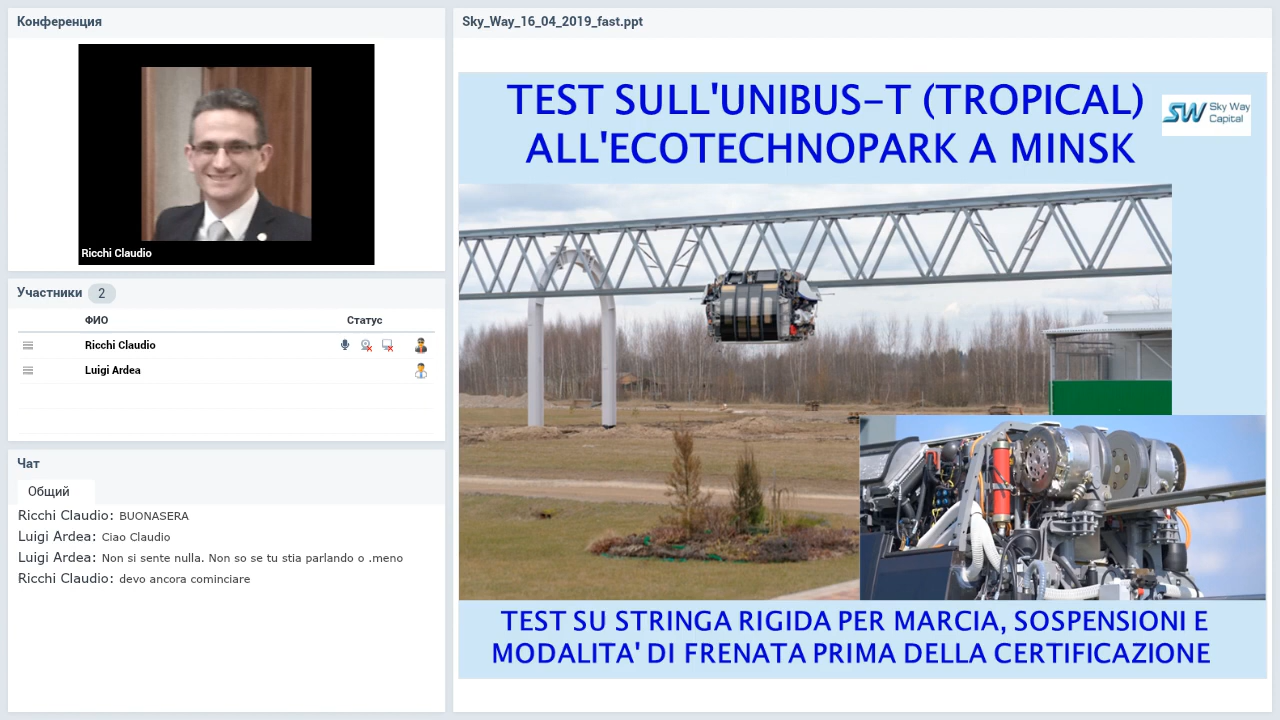 Конференция
Ricchi Claudio
Участники 2
ФИО Статус
Ricchi Claudio
Luigi Ardea
Чат
Общий
Ricchi Claudio: BUONASERA
Luigi Ardea: Ciao Claudio
Luigi Ardea: Non si sente nulla. Non so se tu stia parlando o .meno
Ricchi Claudio: devo ancora cominciare
Sky_Way_16_04_2019_fast.ppt
TEST SULL'UNIBUS-T (TROPICAL)
ALL'ECOTECHNOPARK A MINSK
SW Sky Way
Capital
TEST SU STRINGA RIGIDA PER MARCIA, SOSPENSIONI E
MODALITA' DI FRENATA PRIMA DELLA CERTIFICAZIONE